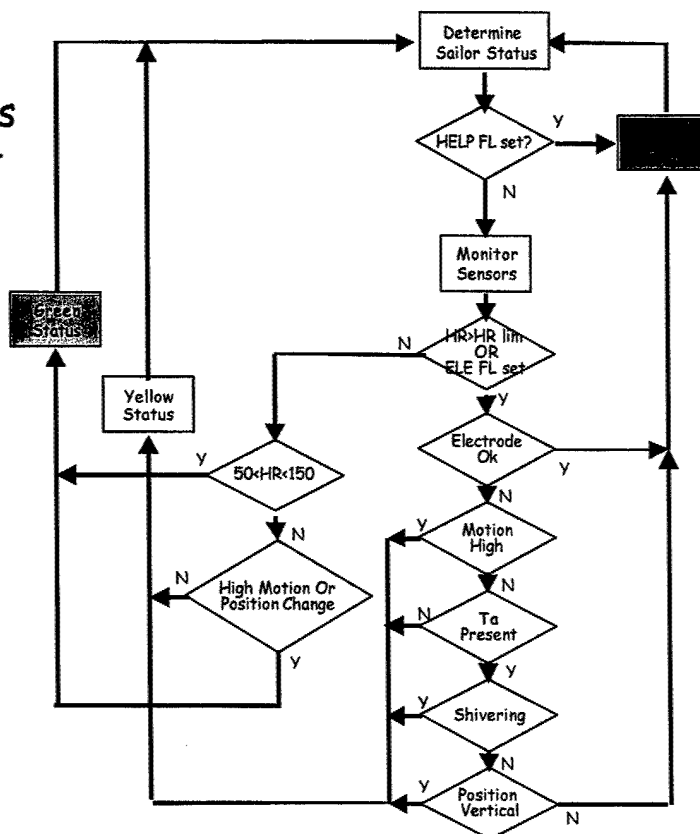 Determine
Sailor Status
S
HELP FL set?
Y
N
Monitor
Sensors
Green
Status
HR>HR lim
OR
ELE FL set
N
Y
Yellow
Status
Electrode
Ok
Y
N
50<HR<150
Y
N
Motion
High
Y
N
High Motion Or
Position Change
N
Y
Ta
Present
N
Y
Shivering
Y
N
Position
Vertical
Y
N